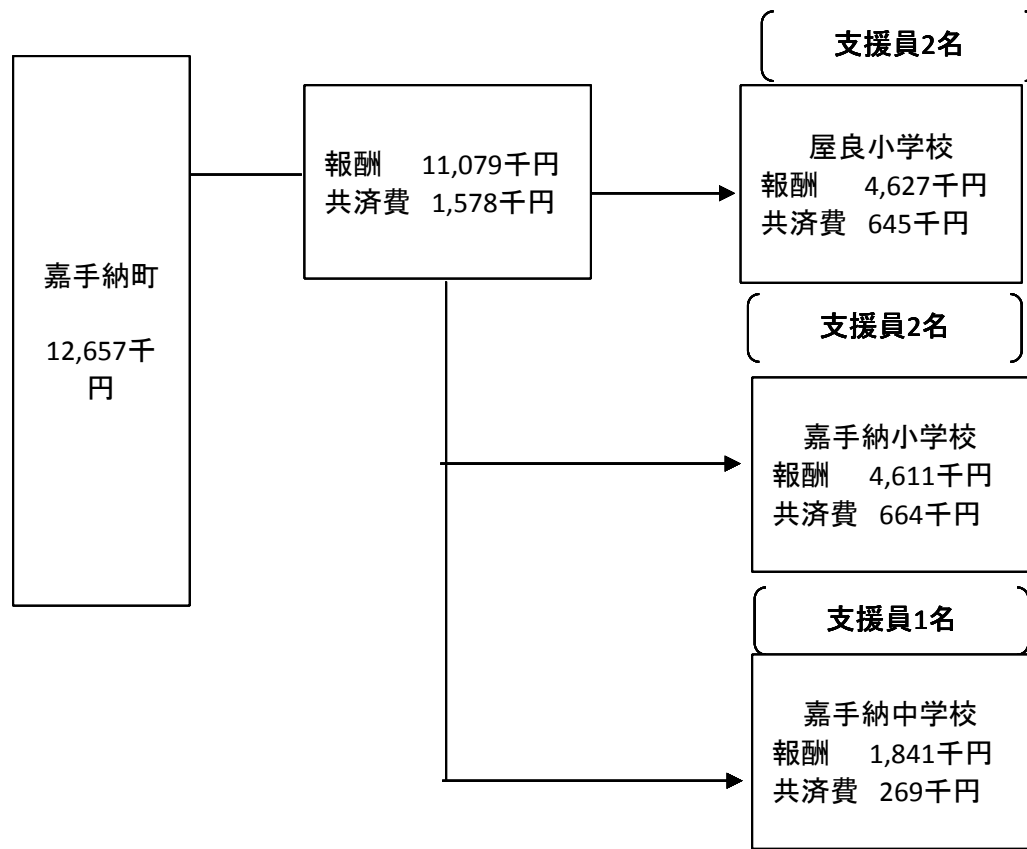 嘉手納町
12,657千
円
報酬 11,079千円
共済費 1,578千円
支援員2名
屋良小学校
報酬 4,627千円
共済費 645千円
支援員2名
嘉手納小学校
報酬 4,611千円
共済費 664千円
支援員1名
嘉手納中学校
報酬 1,841千円
共済費 269千円